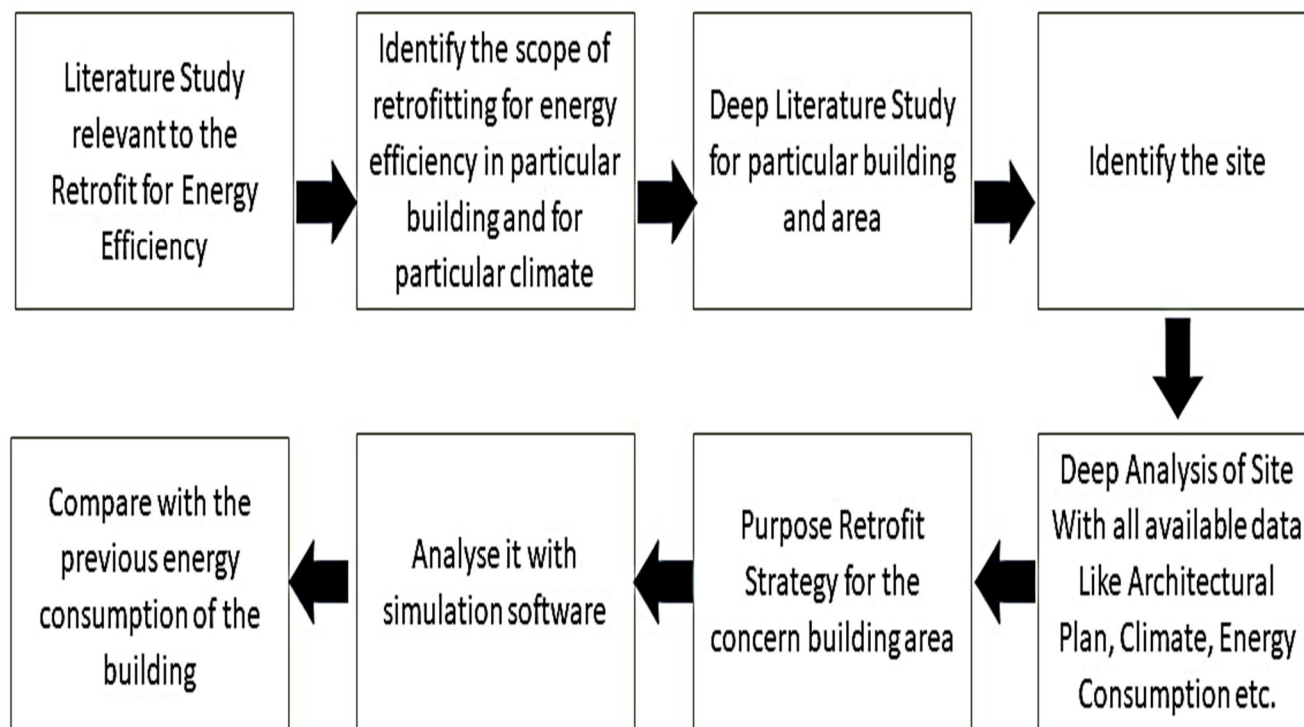 Literature Study
relevant to the
Retrofit for Energy
Efficiency
Identify the scope of
retrofitting for energy
efficiency in particular
building and for
particular climate
Deep Literature Study
for particular building
and area
Identify the site
Deep Analysis of Site
With all available data
Like Architectural
Plan, Climate, Energy
Consumption etc.
Purpose Retrofit
Strategy for the
concern building area
Analyse it with
simulation software
Compare with the
previous energy
consumption of the
building